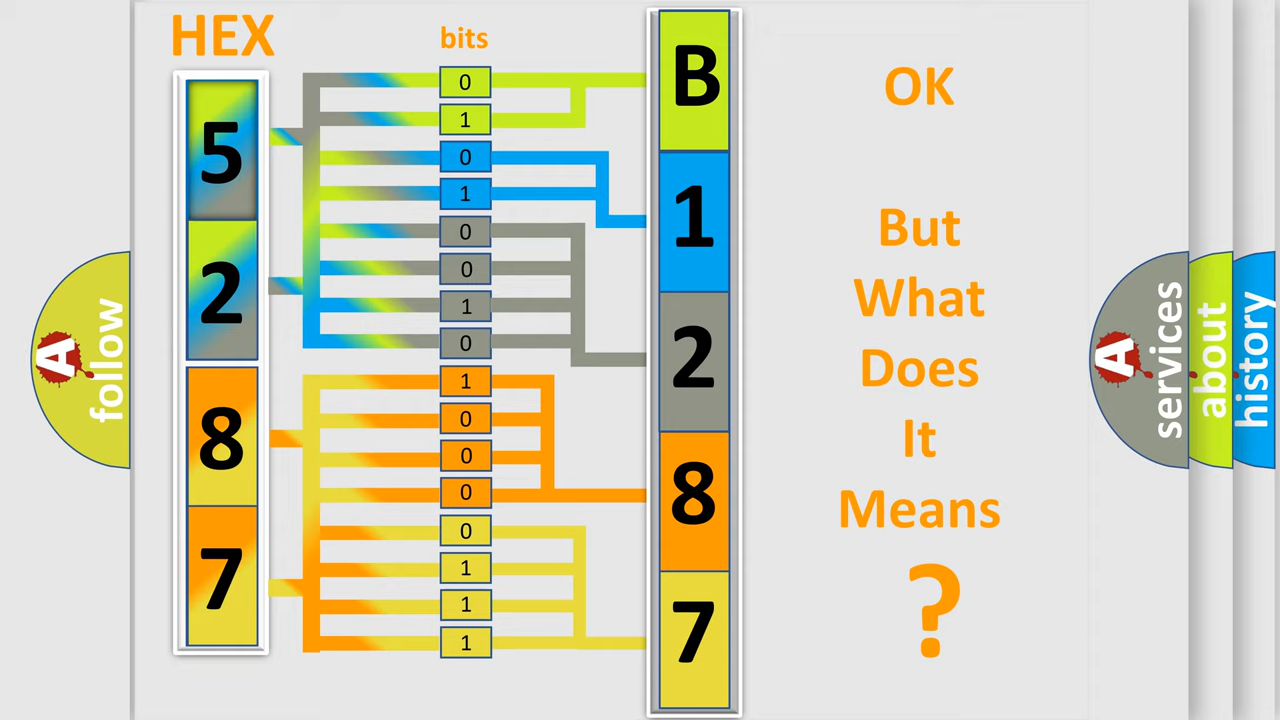 HEX
bits
5
2
8
7
0
1
0
1
0
0
1
0
1
0
0
0
0
1
1
1
B
1
2
8
7
OK
But
What
Does
It
Means
?
A
follow
A
services
about
history